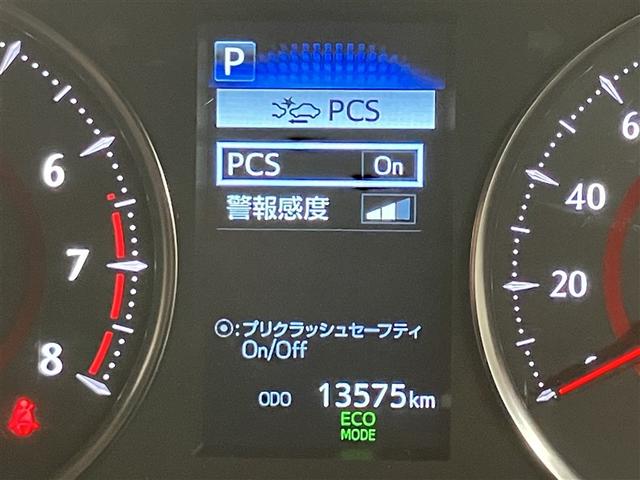 P
PCS
PCS On
警報感度
⦿:プリクラッシュセーフティ
On/Off
ODO 13575km
ECO
MODE
6
7
8
6
40
20